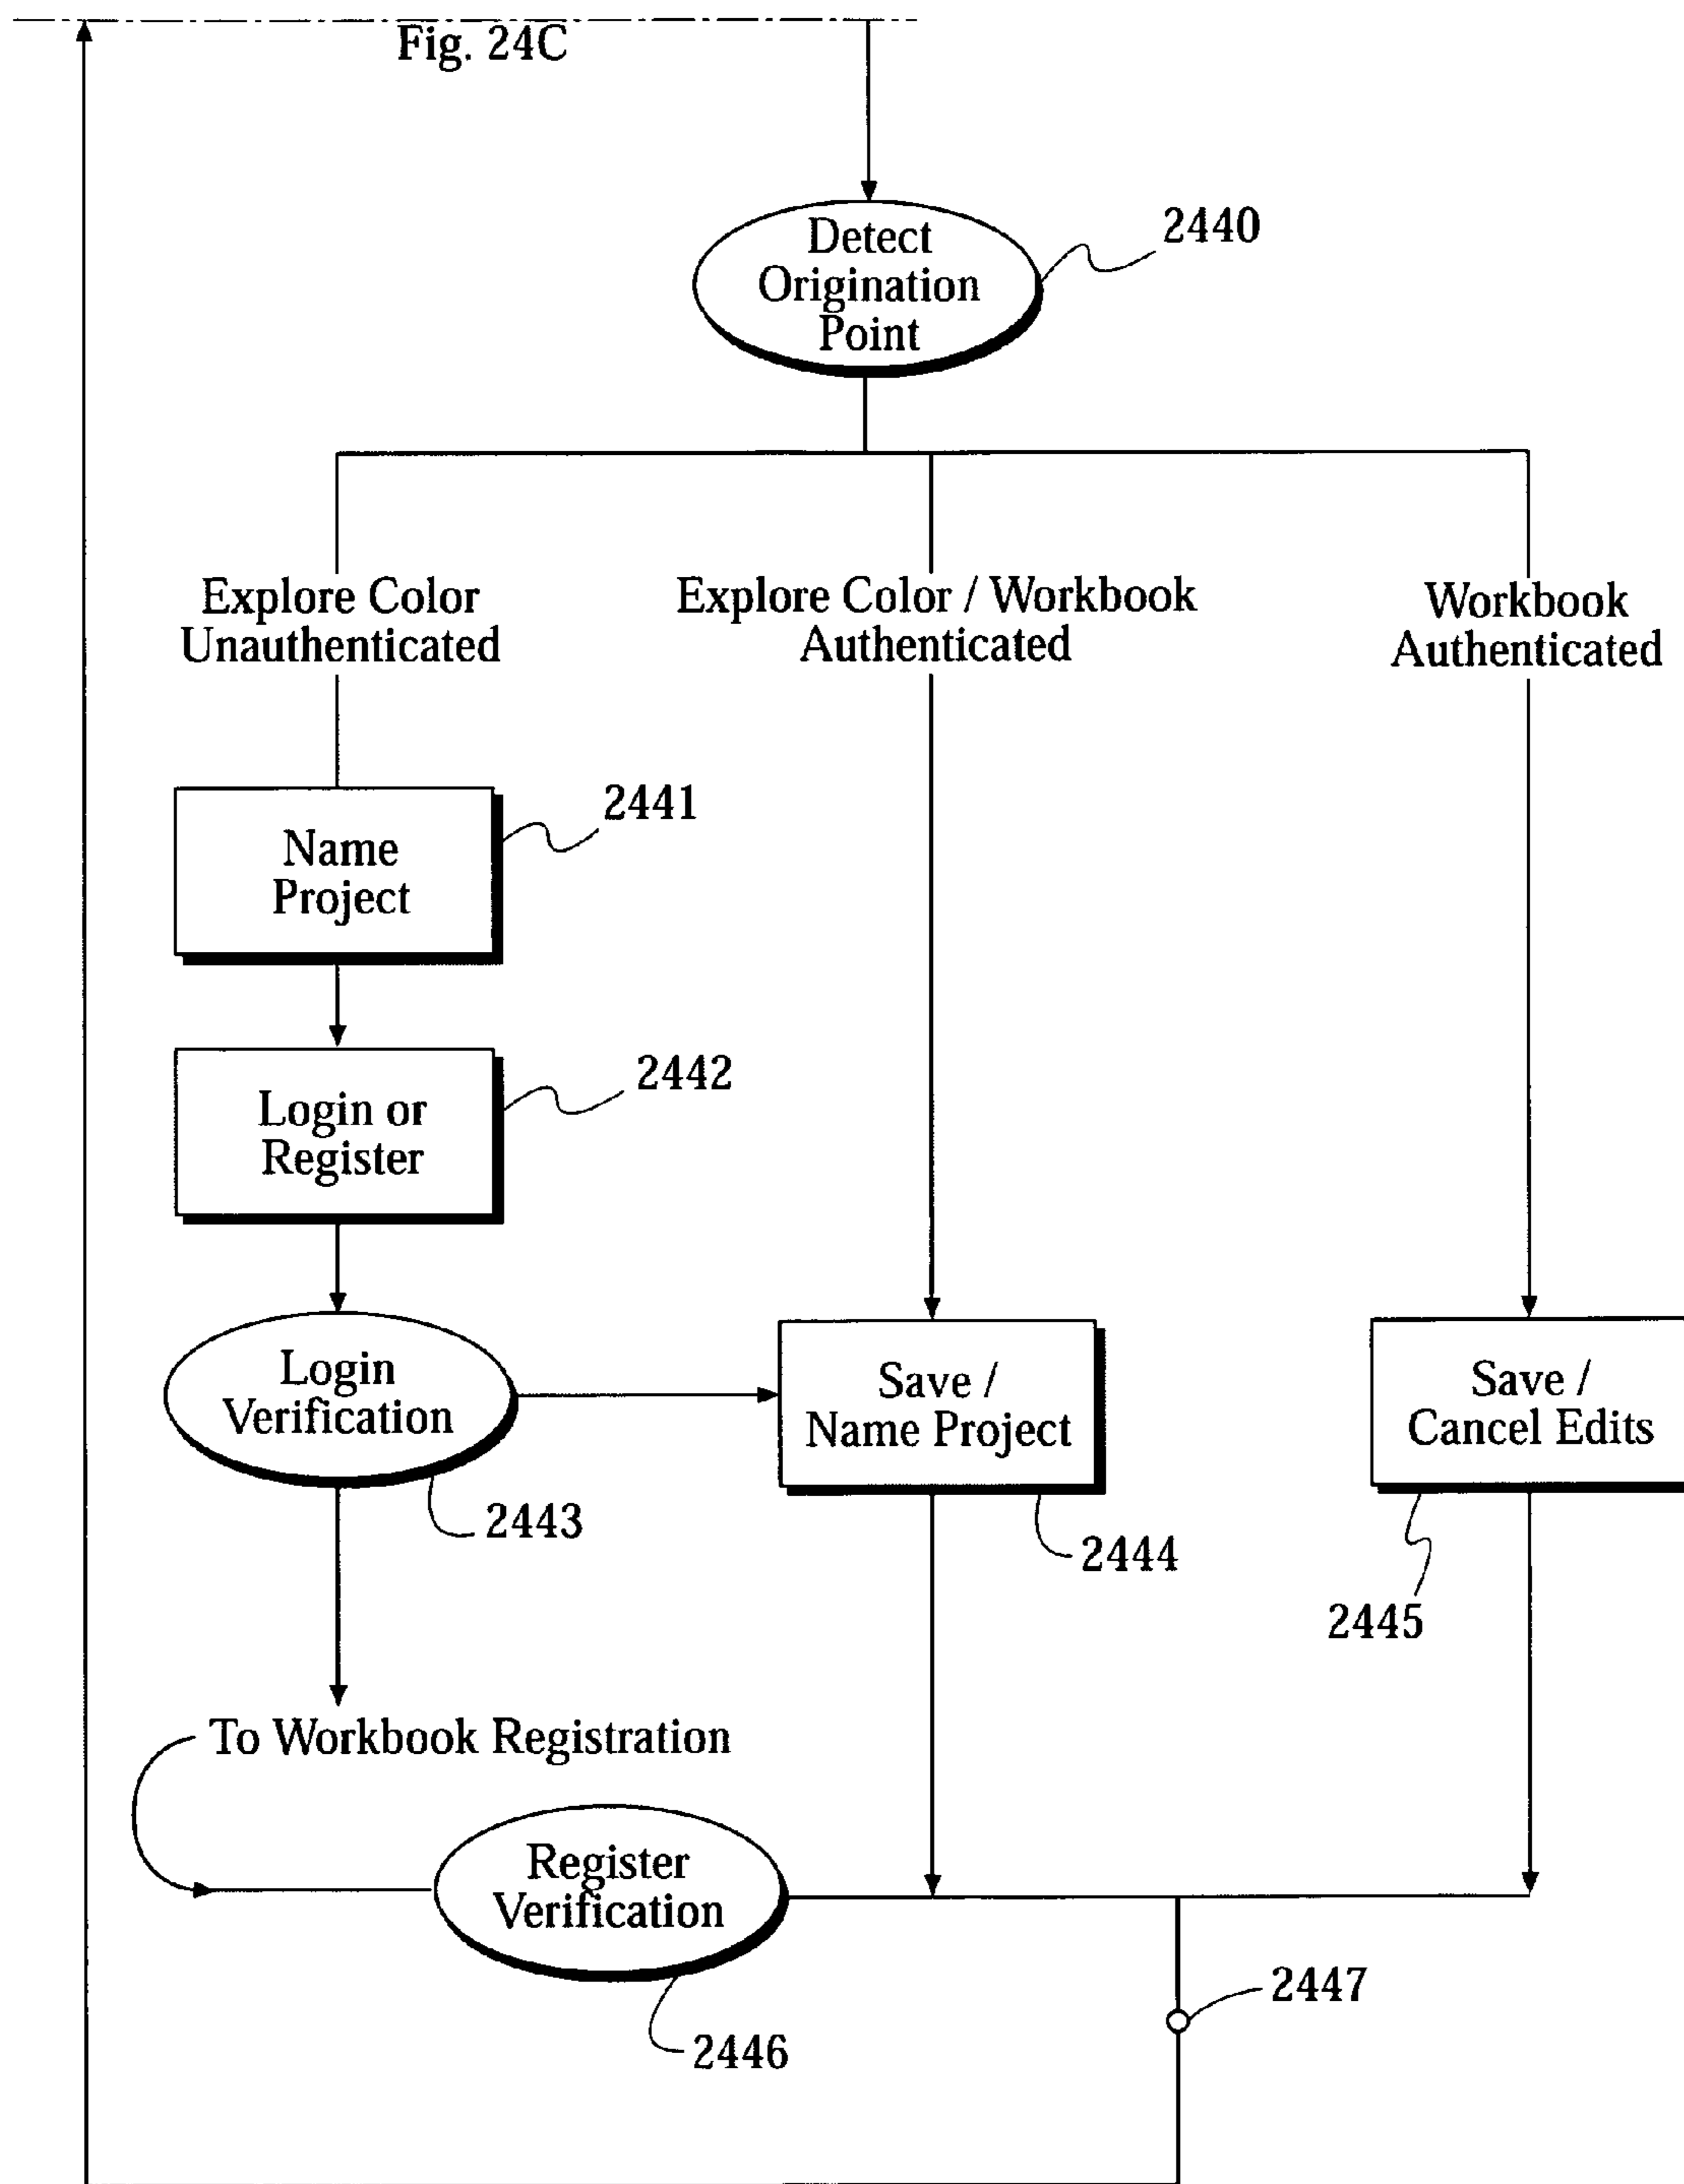 Fig. 24C
Detect
Origination
Point
2440
Explore Color
Unauthenticated
Explore Color / Workbook
Authenticated
Workbook
Authenticated
Name
Project
2441
Login or
Register
2442
Login
Verification
2443
Save /
Name Project
2444
Save /
Cancel Edits
2445
To Workbook Registration
Register
Verification
2446
2447